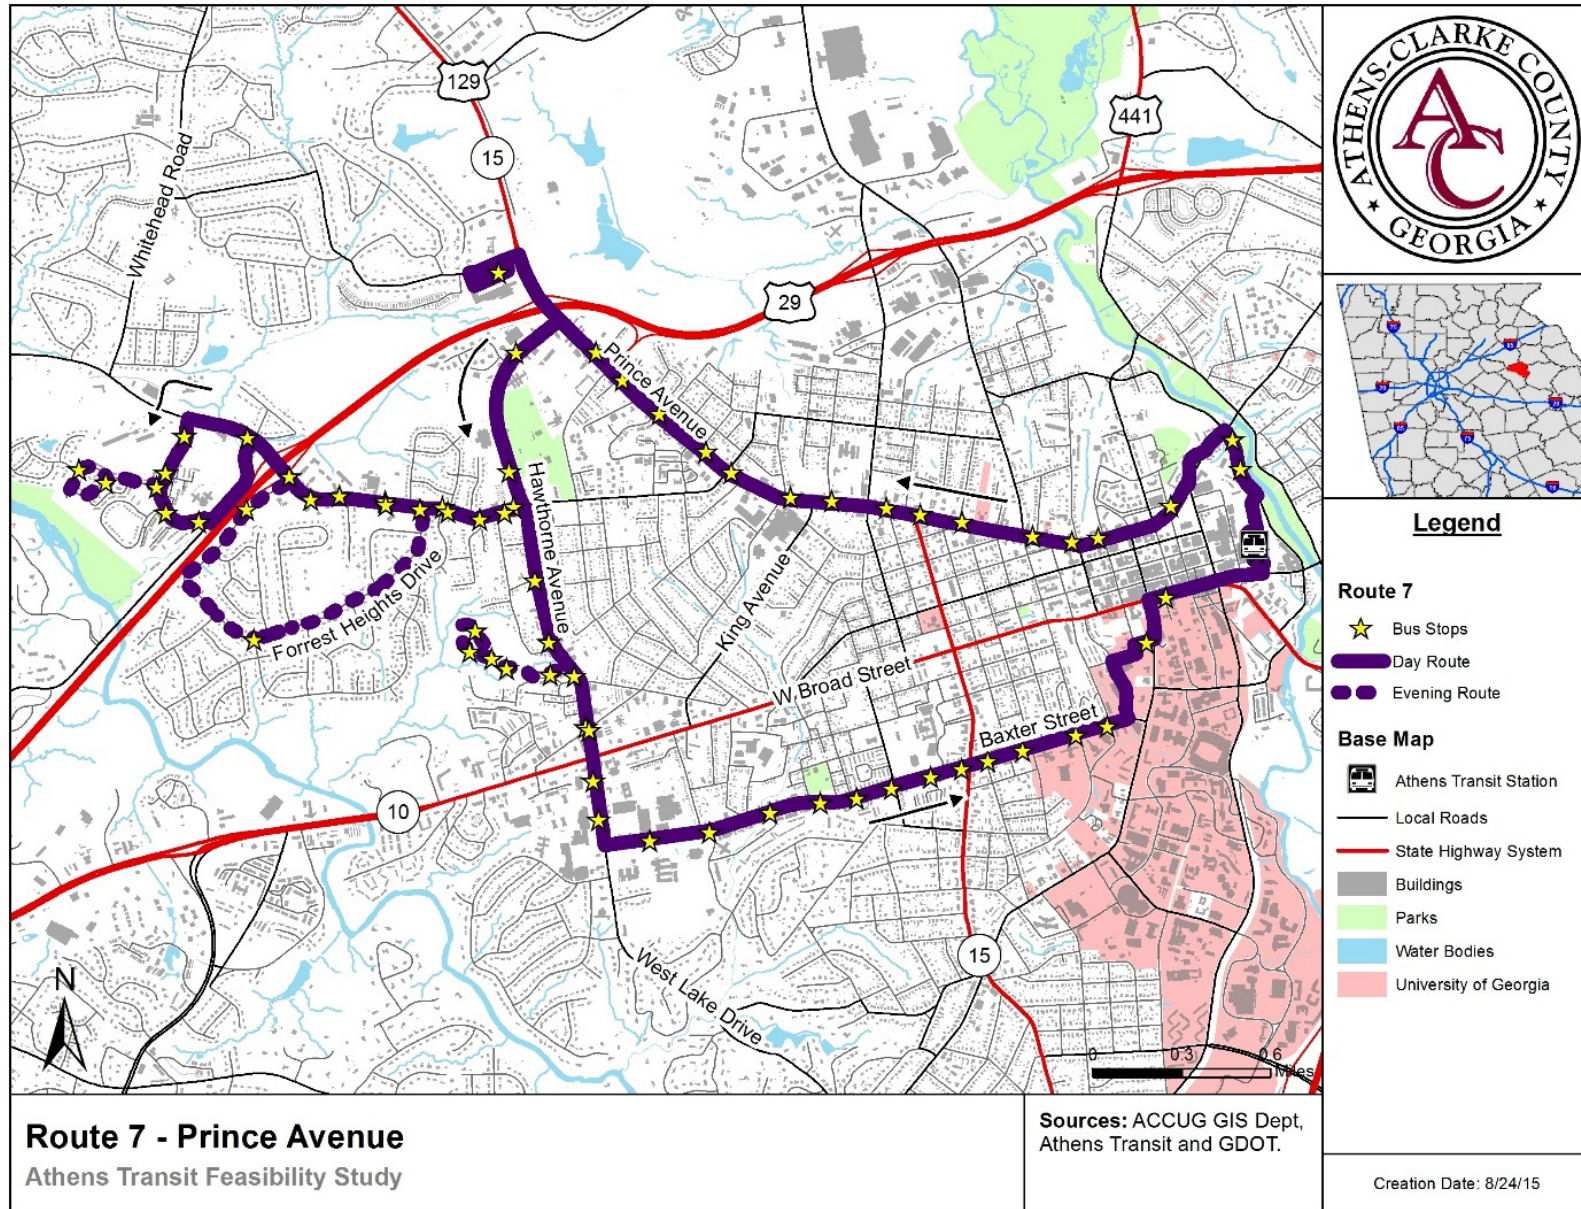 129
15
441
29
Whitehead Road
Prince Avenue
Hawthorne Avenue
King Avenue
Forrest Heights Drive
W Broad Street
Baxter Street
10
15
West Lake Drive
N
0 0.3 0.6
Miles
ATHENS-CLARKE COUNTY
AC
★ GEORGIA ★
Legend
Route 7
Bus Stops
Day Route
Evening Route
Base Map
Athens Transit Station
Local Roads
State Highway System
Buildings
Parks
Water Bodies
University of Georgia
Route 7 - Prince Avenue
Athens Transit Feasibility Study
Sources: ACCUG GIS Dept,
Athens Transit and GDOT.
Creation Date: 8/24/15